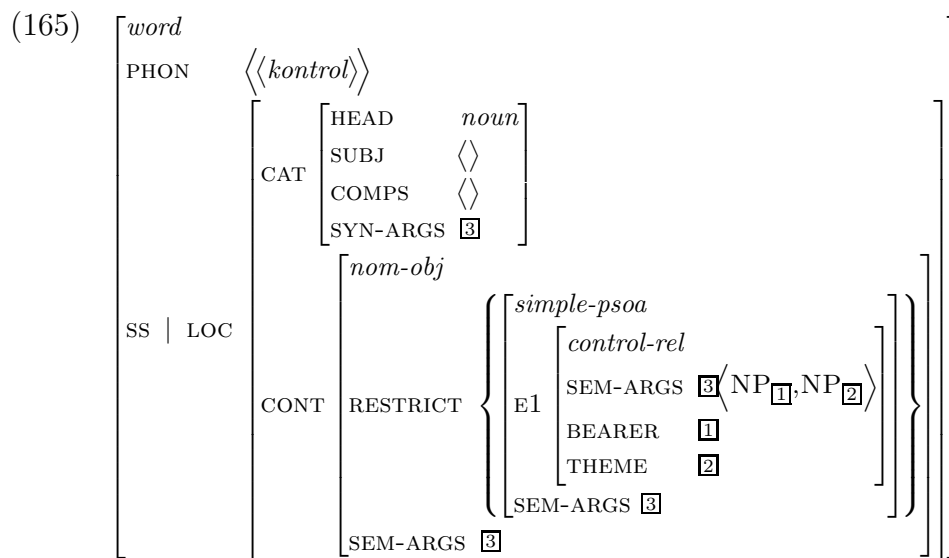 (165) word
PHON ⟨⟨kontrol⟩⟩
HEAD noun
SUBJ ⟨⟩
CAT
COMPS ⟨⟩
SYN-ARGS 3
nom-obj
simple-psoa
SS | LOC
control-rel
SEM-ARGS 3⟨NP1,NP2⟩
CONT RESTRICT E1
BEARER 1
THEME 2
SEM-ARGS 3
SEM-ARGS 3